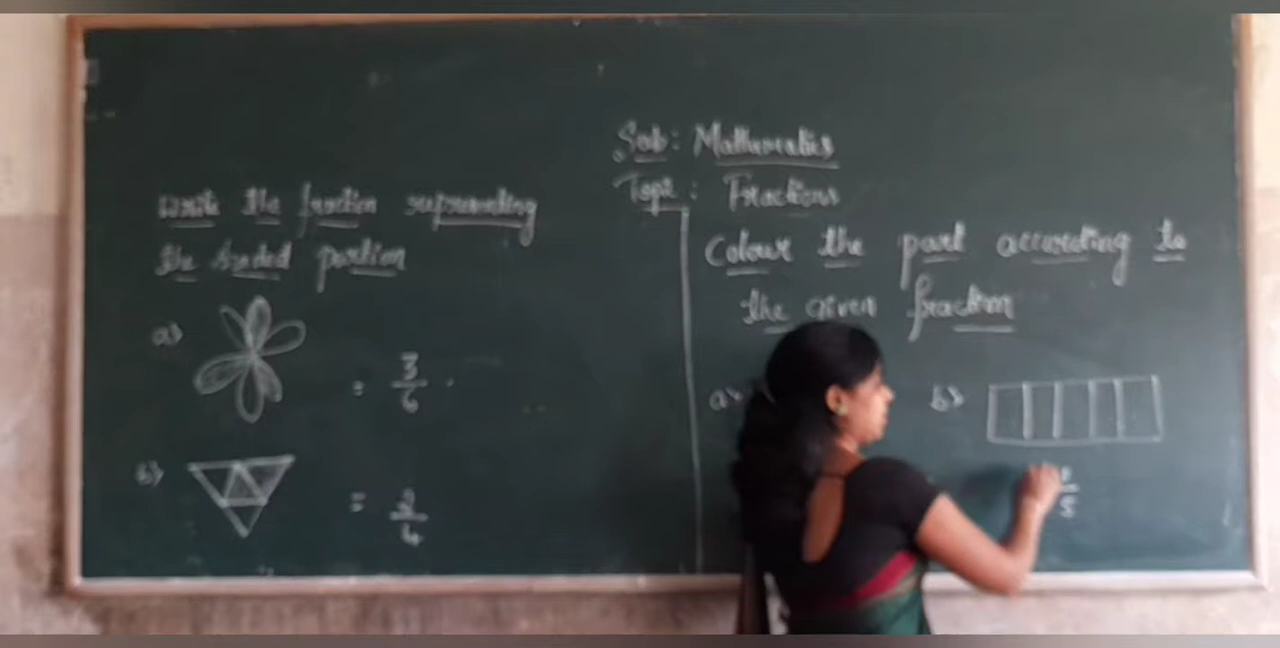 Sub: Mathematics
Topic: Fractions
Write the fraction representing
the shaded portion
a)
= 3/6
b)
= 2/4
Colour the part according to
the given fraction
a)
b)